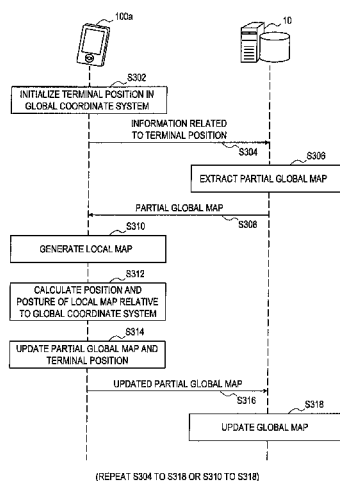 100a
10
S302
INITIALIZE TERMINAL POSITION IN
GLOBAL COORDINATE SYSTEM
INFORMATION RELATED
TO TERMINAL POSITION
S304
S306
EXTRACT PARTIAL GLOBAL MAP
PARTIAL GLOBAL MAP
S308
S310
GENERATE LOCAL MAP
S312
CALCULATE POSITION AND
POSTURE OF LOCAL MAP RELATIVE
TO GLOBAL COORDINATE SYSTEM
S314
UPDATE PARTIAL GLOBAL MAP AND
TERMINAL POSITION
UPDATED PARTIAL GLOBAL MAP
S316
S318
UPDATE GLOBAL MAP
(REPEAT S304 TO S318 OR S310 TO S318)